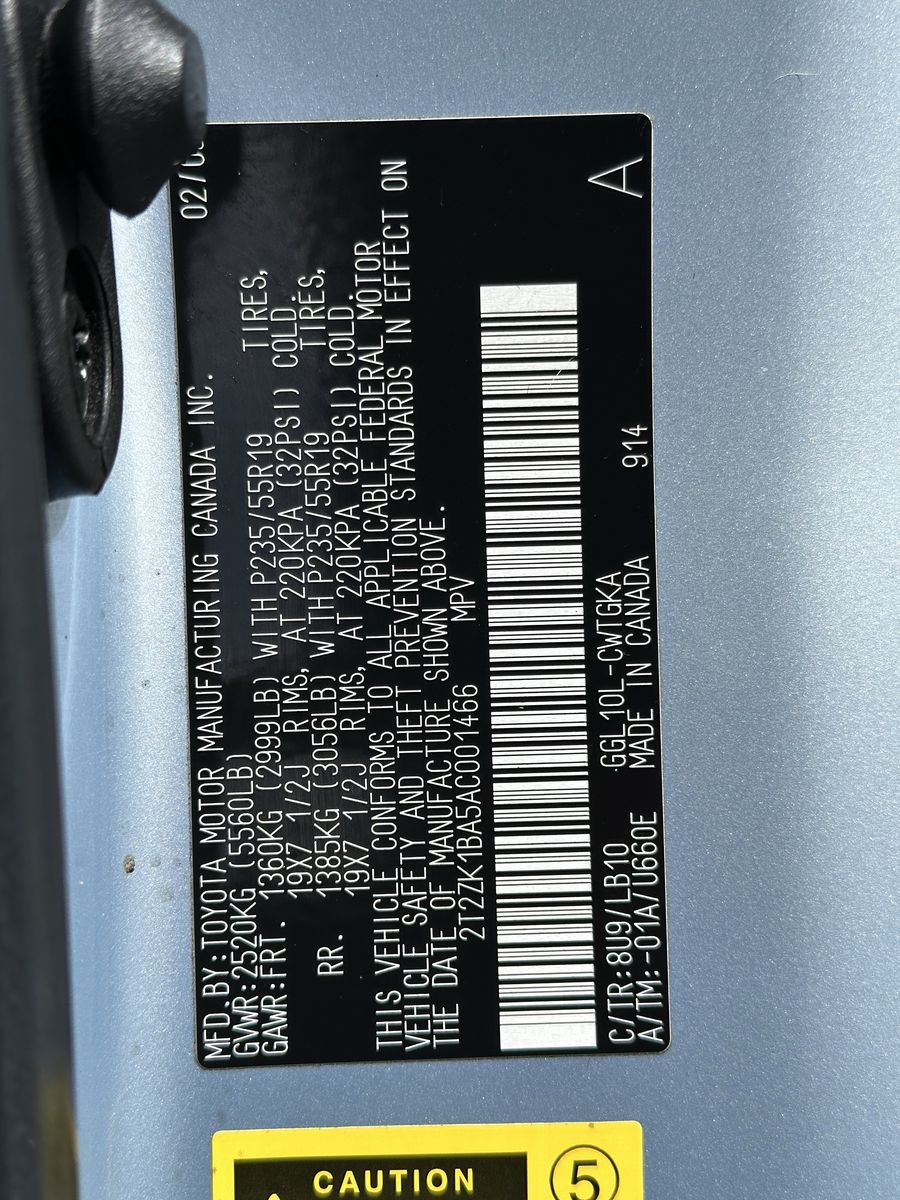 02/0
MFD.BY:TOYOTA MOTOR MANUFACTURING CANADA INC.
GVWR:2520KG (5560LB)
GAWR:FRT. 1360KG (2999LB) WITH P235/55R19 TIRES,
19X7 1/2J RIMS, AT 220KPA (32PSI) COLD.
RR. 1385KG (3056LB) WITH P235/55R19 TIRES,
19X7 1/2J RIMS, AT 220KPA (32PSI) COLD.
THIS VEHICLE CONFORMS TO ALL APPLICABLE FEDERAL MOTOR
VEHICLE SAFETY AND THEFT PREVENTION STANDARDS IN EFFECT ON
THE DATE OF MANUFACTURE SHOWN ABOVE.
2T2ZK1BA5AC001466 MPV
C/TR:8U9/LB10 GGL10L-CWTGKA A
A/TM:-01A/U660E MADE IN CANADA 914
CAUTION
5